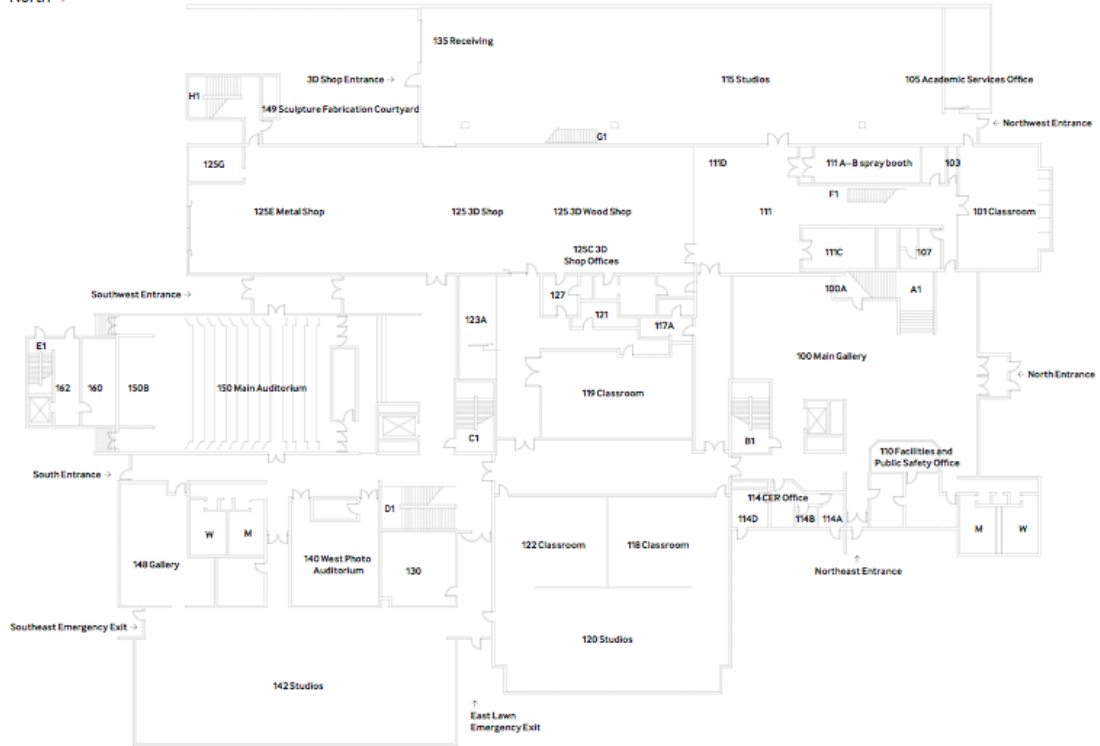 North →
135 Receiving
3D Shop Entrance →
115 Studios
105 Academic Services Office
H1
149 Sculpture Fabrication Courtyard
← Northwest Entrance
G1
125G
111D
111 A–B spray booth
103
F1
125E Metal Shop
125 3D Shop
125 3D Wood Shop
111
101 Classroom
125C 3D
Shop Offices
111C
107
Southwest Entrance →
127
100A
A1
123A
121
117A
E1
100 Main Gallery
162
160
150B
150 Main Auditorium
← North Entrance
119 Classroom
C1
B1
110 Facilities and
Public Safety Office
South Entrance →
114 CER Office
D1
114D
114B
114A
W
M
M
W
122 Classroom
118 Classroom
148 Gallery
140 West Photo
Auditorium
130
↑
Northeast Entrance
Southeast Emergency Exit →
120 Studios
142 Studios
↑
East Lawn
Emergency Exit